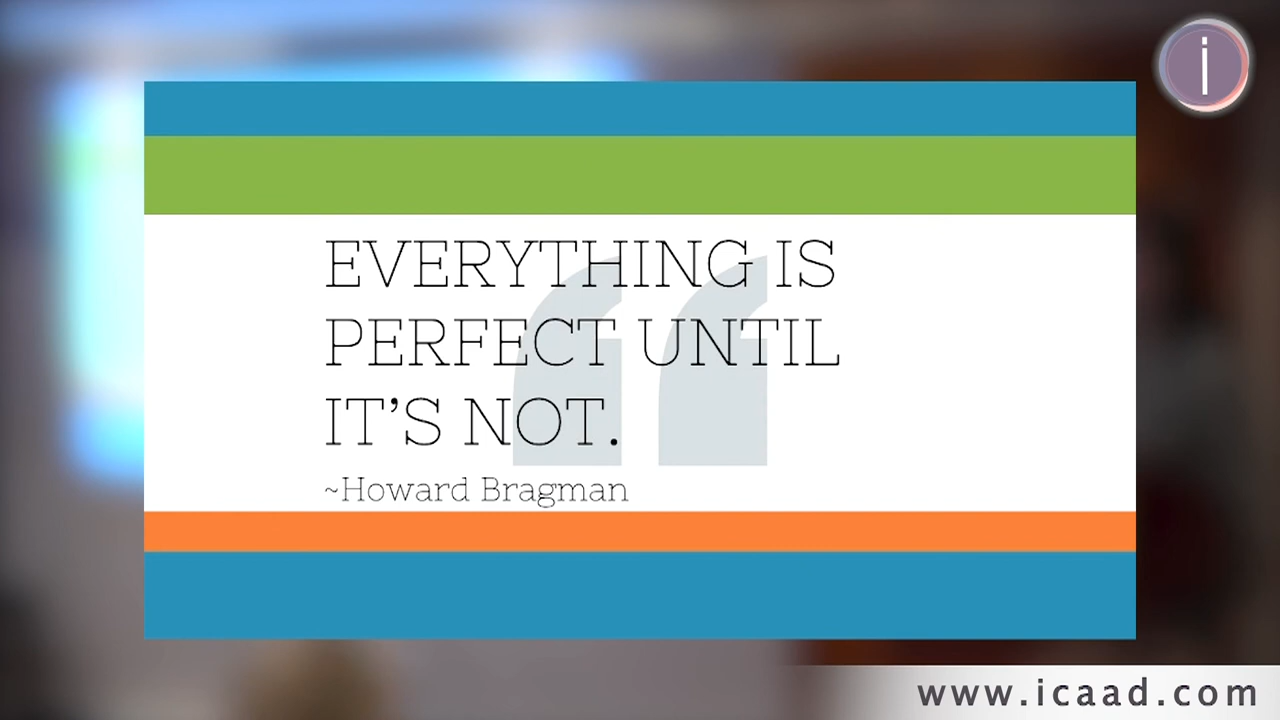 i
EVERYTHING IS
PERFECT UNTIL
IT’S NOT.
~Howard Bragman
www.icaad.com